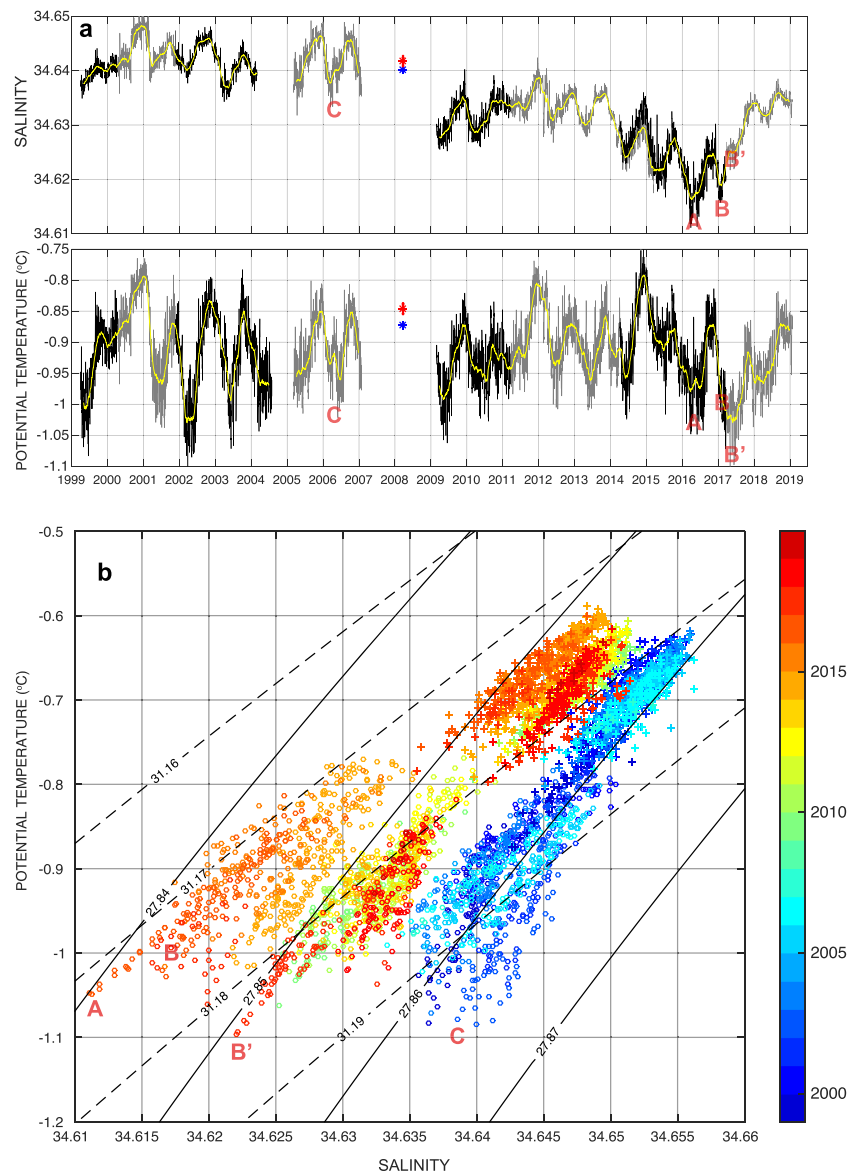 a
34.65
34.64
34.63
34.62
34.61
SALINITY
C
A
B
B'
-0.75
-0.8
-0.85
-0.9
-0.95
-1
-1.05
-1.1
POTENTIAL TEMPERATURE (°C)
C
A
B
B'
1999 2000 2001 2002 2003 2004 2005 2006 2007 2008 2009 2010 2011 2012 2013 2014 2015 2016 2017 2018 2019
b
-0.5
-0.6
-0.7
-0.8
-0.9
-1
-1.1
-1.2
POTENTIAL TEMPERATURE (°C)
31.16
31.17
31.18
31.19
27.84
27.85
27.86
27.87
A
B
B'
C
34.61 34.615 34.62 34.625 34.63 34.635 34.64 34.645 34.65 34.655 34.66
SALINITY
2015
2010
2005
2000